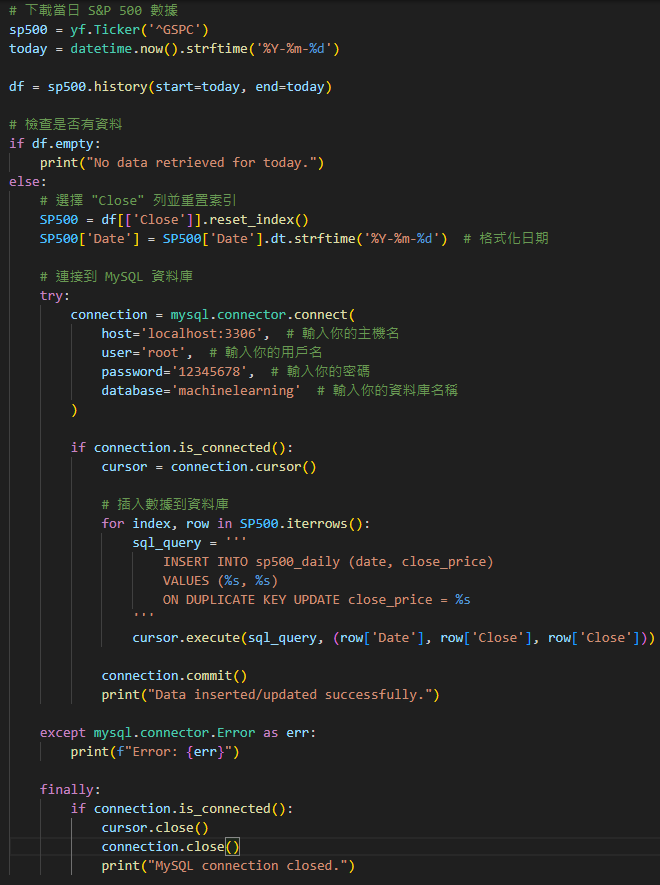 # 下載當日 S&P 500 數據
sp500 = yf.Ticker('^GSPC')
today = datetime.now().strftime('%Y-%m-%d')
df = sp500.history(start=today, end=today)
# 檢查是否有資料
if df.empty:
    print("No data retrieved for today.")
else:
    # 選擇 "Close" 列並重置索引
    SP500 = df[['Close']].reset_index()
    SP500['Date'] = SP500['Date'].dt.strftime('%Y-%m-%d')  # 格式化日期
    # 連接到 MySQL 資料庫
    try:
        connection = mysql.connector.connect(
            host='localhost:3306',  # 輸入你的主機名
            user='root',  # 輸入你的用戶名
            password='12345678',  # 輸入你的密碼
            database='machinelearning'  # 輸入你的資料庫名稱
        )
        if connection.is_connected():
            cursor = connection.cursor()
            # 插入數據到資料庫
            for index, row in SP500.iterrows():
                sql_query = '''
                    INSERT INTO sp500_daily (date, close_price)
                    VALUES (%s, %s)
                    ON DUPLICATE KEY UPDATE close_price = %s
                '''
                cursor.execute(sql_query, (row['Date'], row['Close'], row['Close']))
            connection.commit()
            print("Data inserted/updated successfully.")
    except mysql.connector.Error as err:
        print(f"Error: {err}")
    finally:
        if connection.is_connected():
            cursor.close()
            connection.close()
            print("MySQL connection closed.")